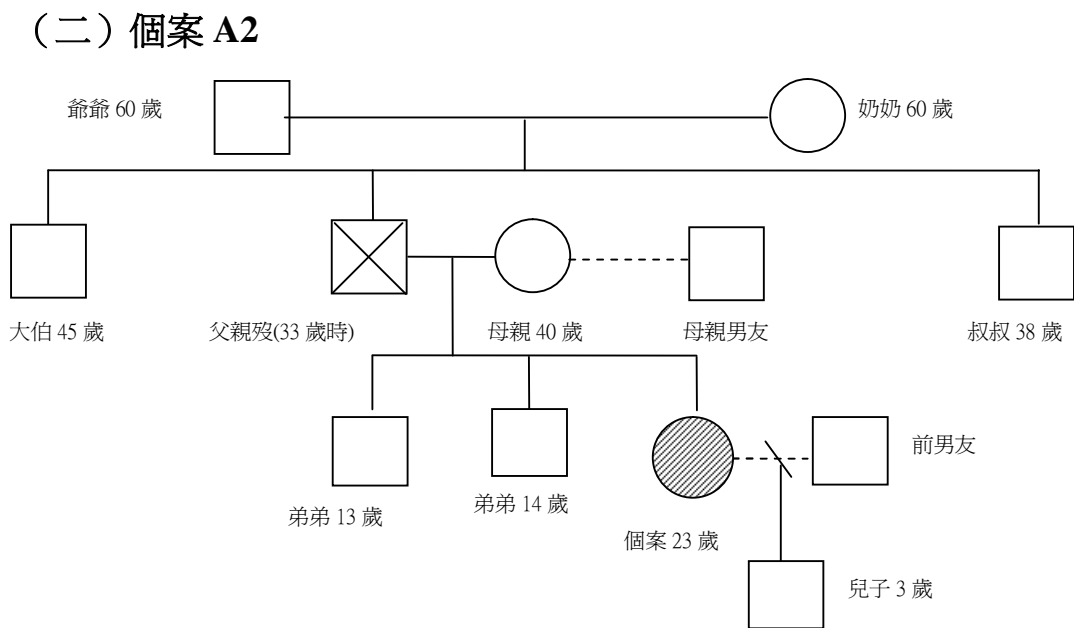 （二）個案 A2
爺爺 60 歲
奶奶 60 歲
大伯 45 歲
父親歿(33 歲時)
母親 40 歲
母親男友
叔叔 38 歲
前男友
弟弟 13 歲
弟弟 14 歲
個案 23 歲
兒子 3 歲